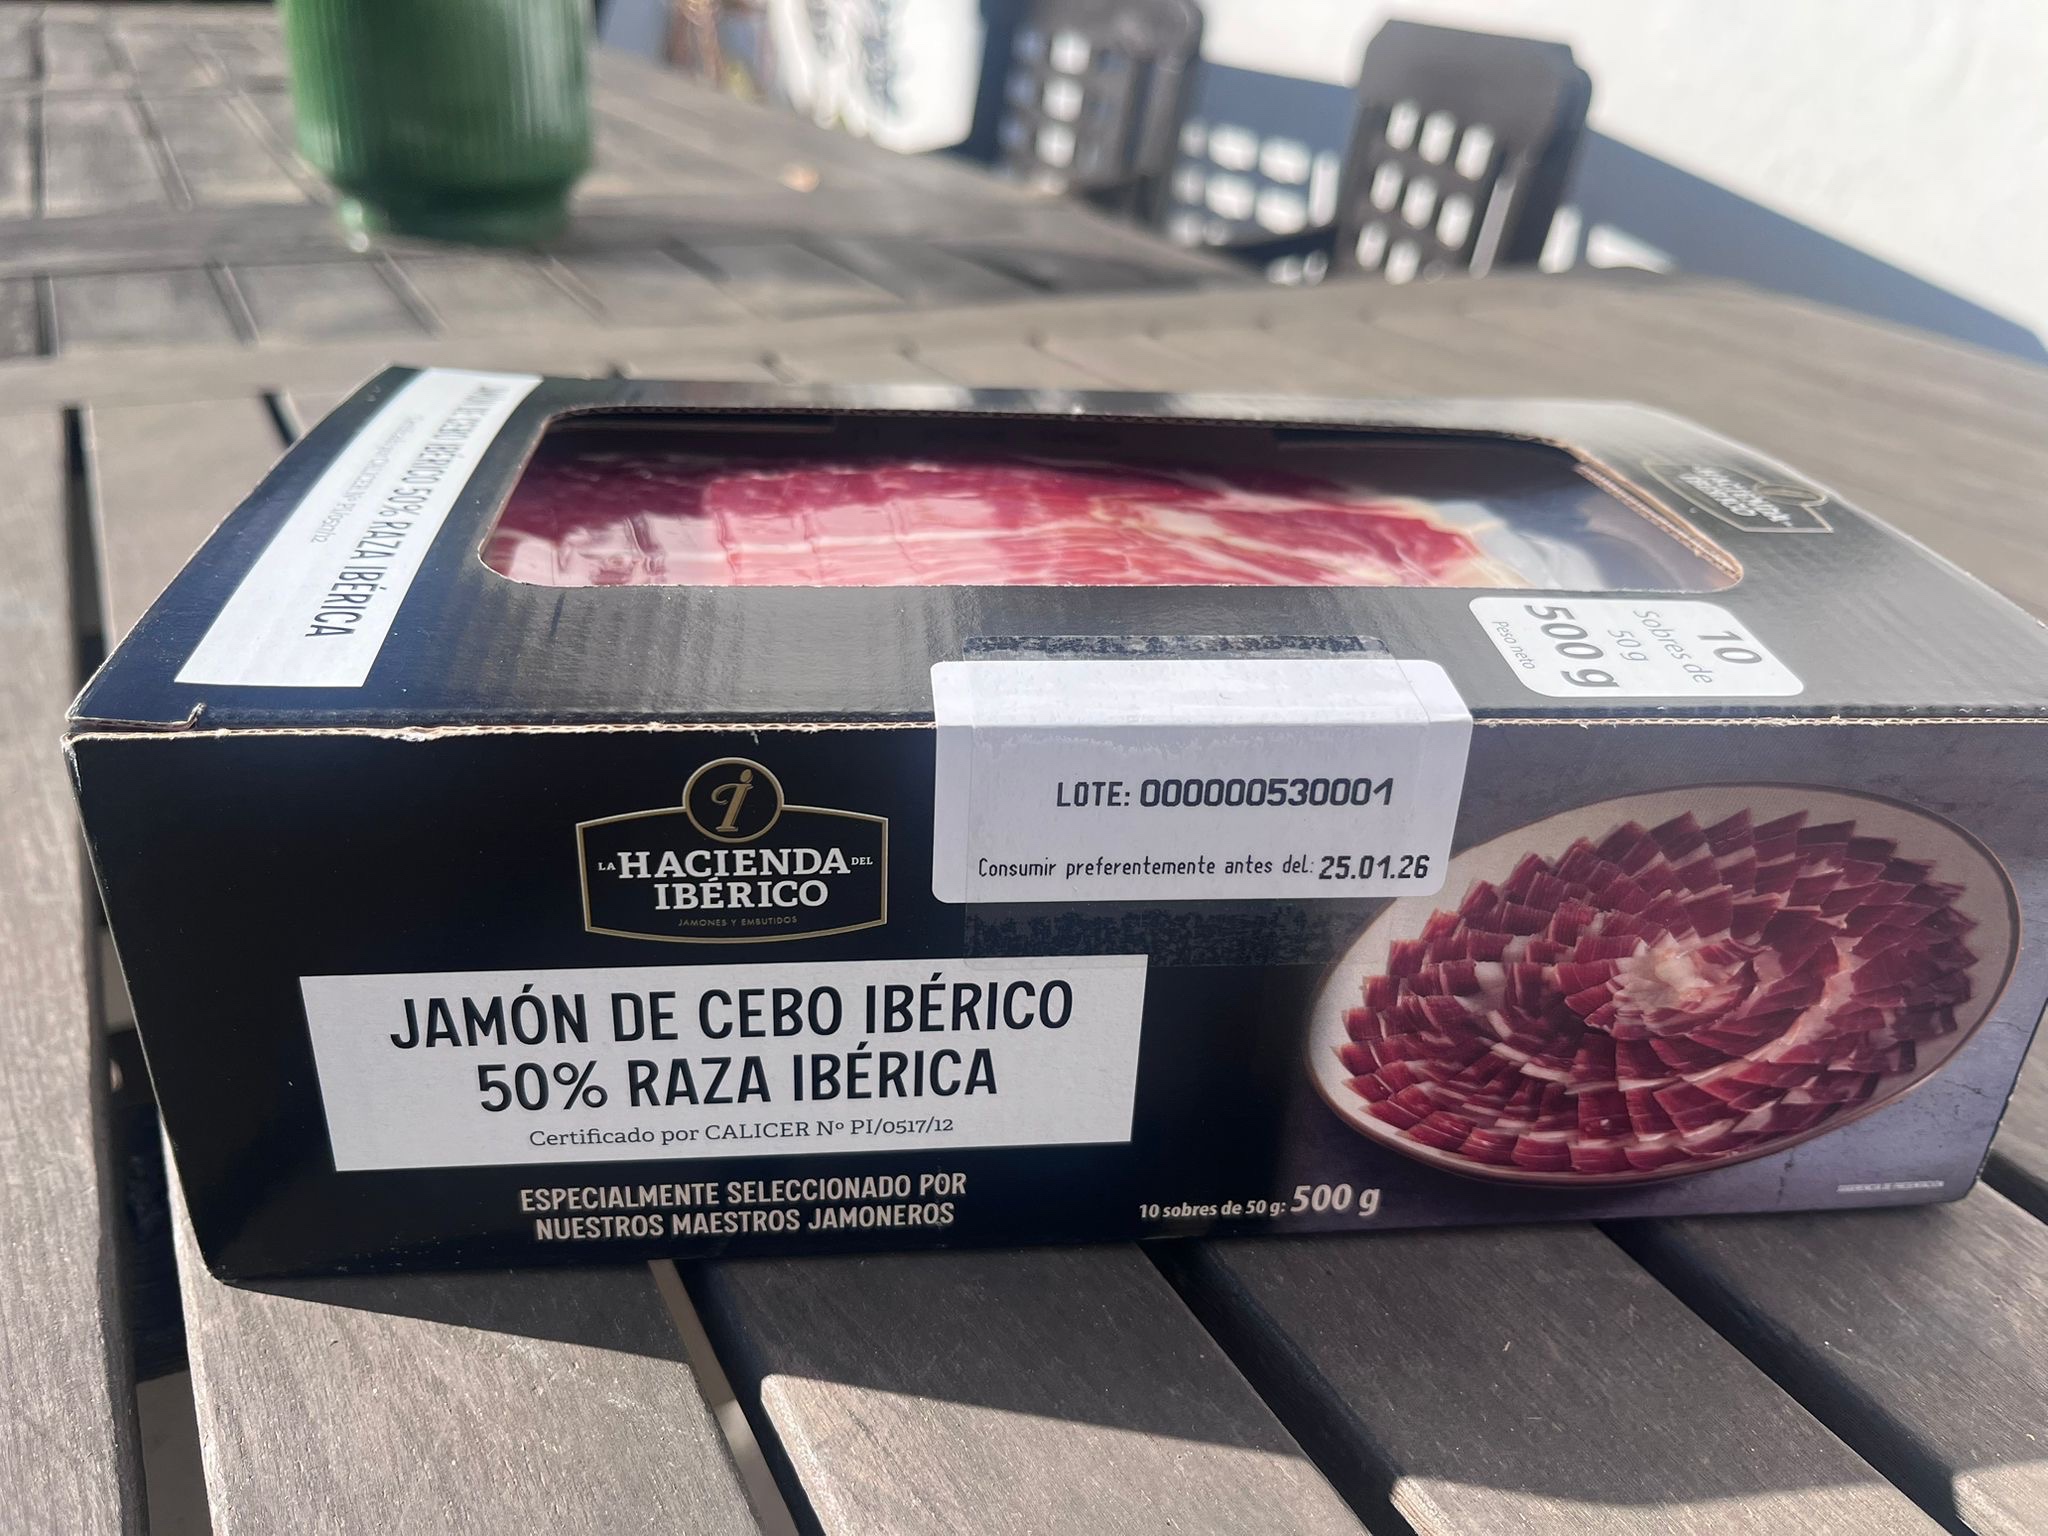 JAMÓN DE CEBO IBÉRICO 50% RAZA IBÉRICA
HACIENDA
IBÉRICO
10
Sobres de
50 g
500 g
Peso neto
LOTE: 000000530001
Consumir preferentemente antes del: 25.01.26
LA HACIENDA DEL
IBÉRICO
JAMONES Y EMBUTIDOS
JAMÓN DE CEBO IBÉRICO
50% RAZA IBÉRICA
Certificado por CALICER Nº PI/0517/12
ESPECIALMENTE SELECCIONADO POR
NUESTROS MAESTROS JAMONEROS
10 sobres de 50 g: 500 g